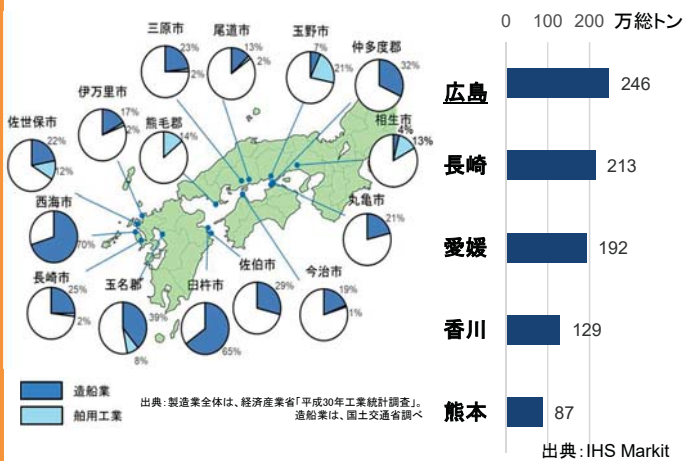 三原市
23%
2%
尾道市
13%
2%
玉野市
7%
21%
仲多度郡
32%
伊万里市
17%
2%
熊毛郡
14%
相生市
4%
13%
佐世保市
22%
12%
西海市
70%
丸亀市
21%
長崎市
25%
2%
玉名郡
39%
8%
臼杵市
65%
佐伯市
29%
今治市
19%
1%
造船業
舶用工業
出典：製造業全体は、経済産業省「平成30年工業統計調査」。
造船業は、国土交通省調べ
0 100 200 万総トン
広島 246
長崎 213
愛媛 192
香川 129
熊本 87
出典：IHS Markit